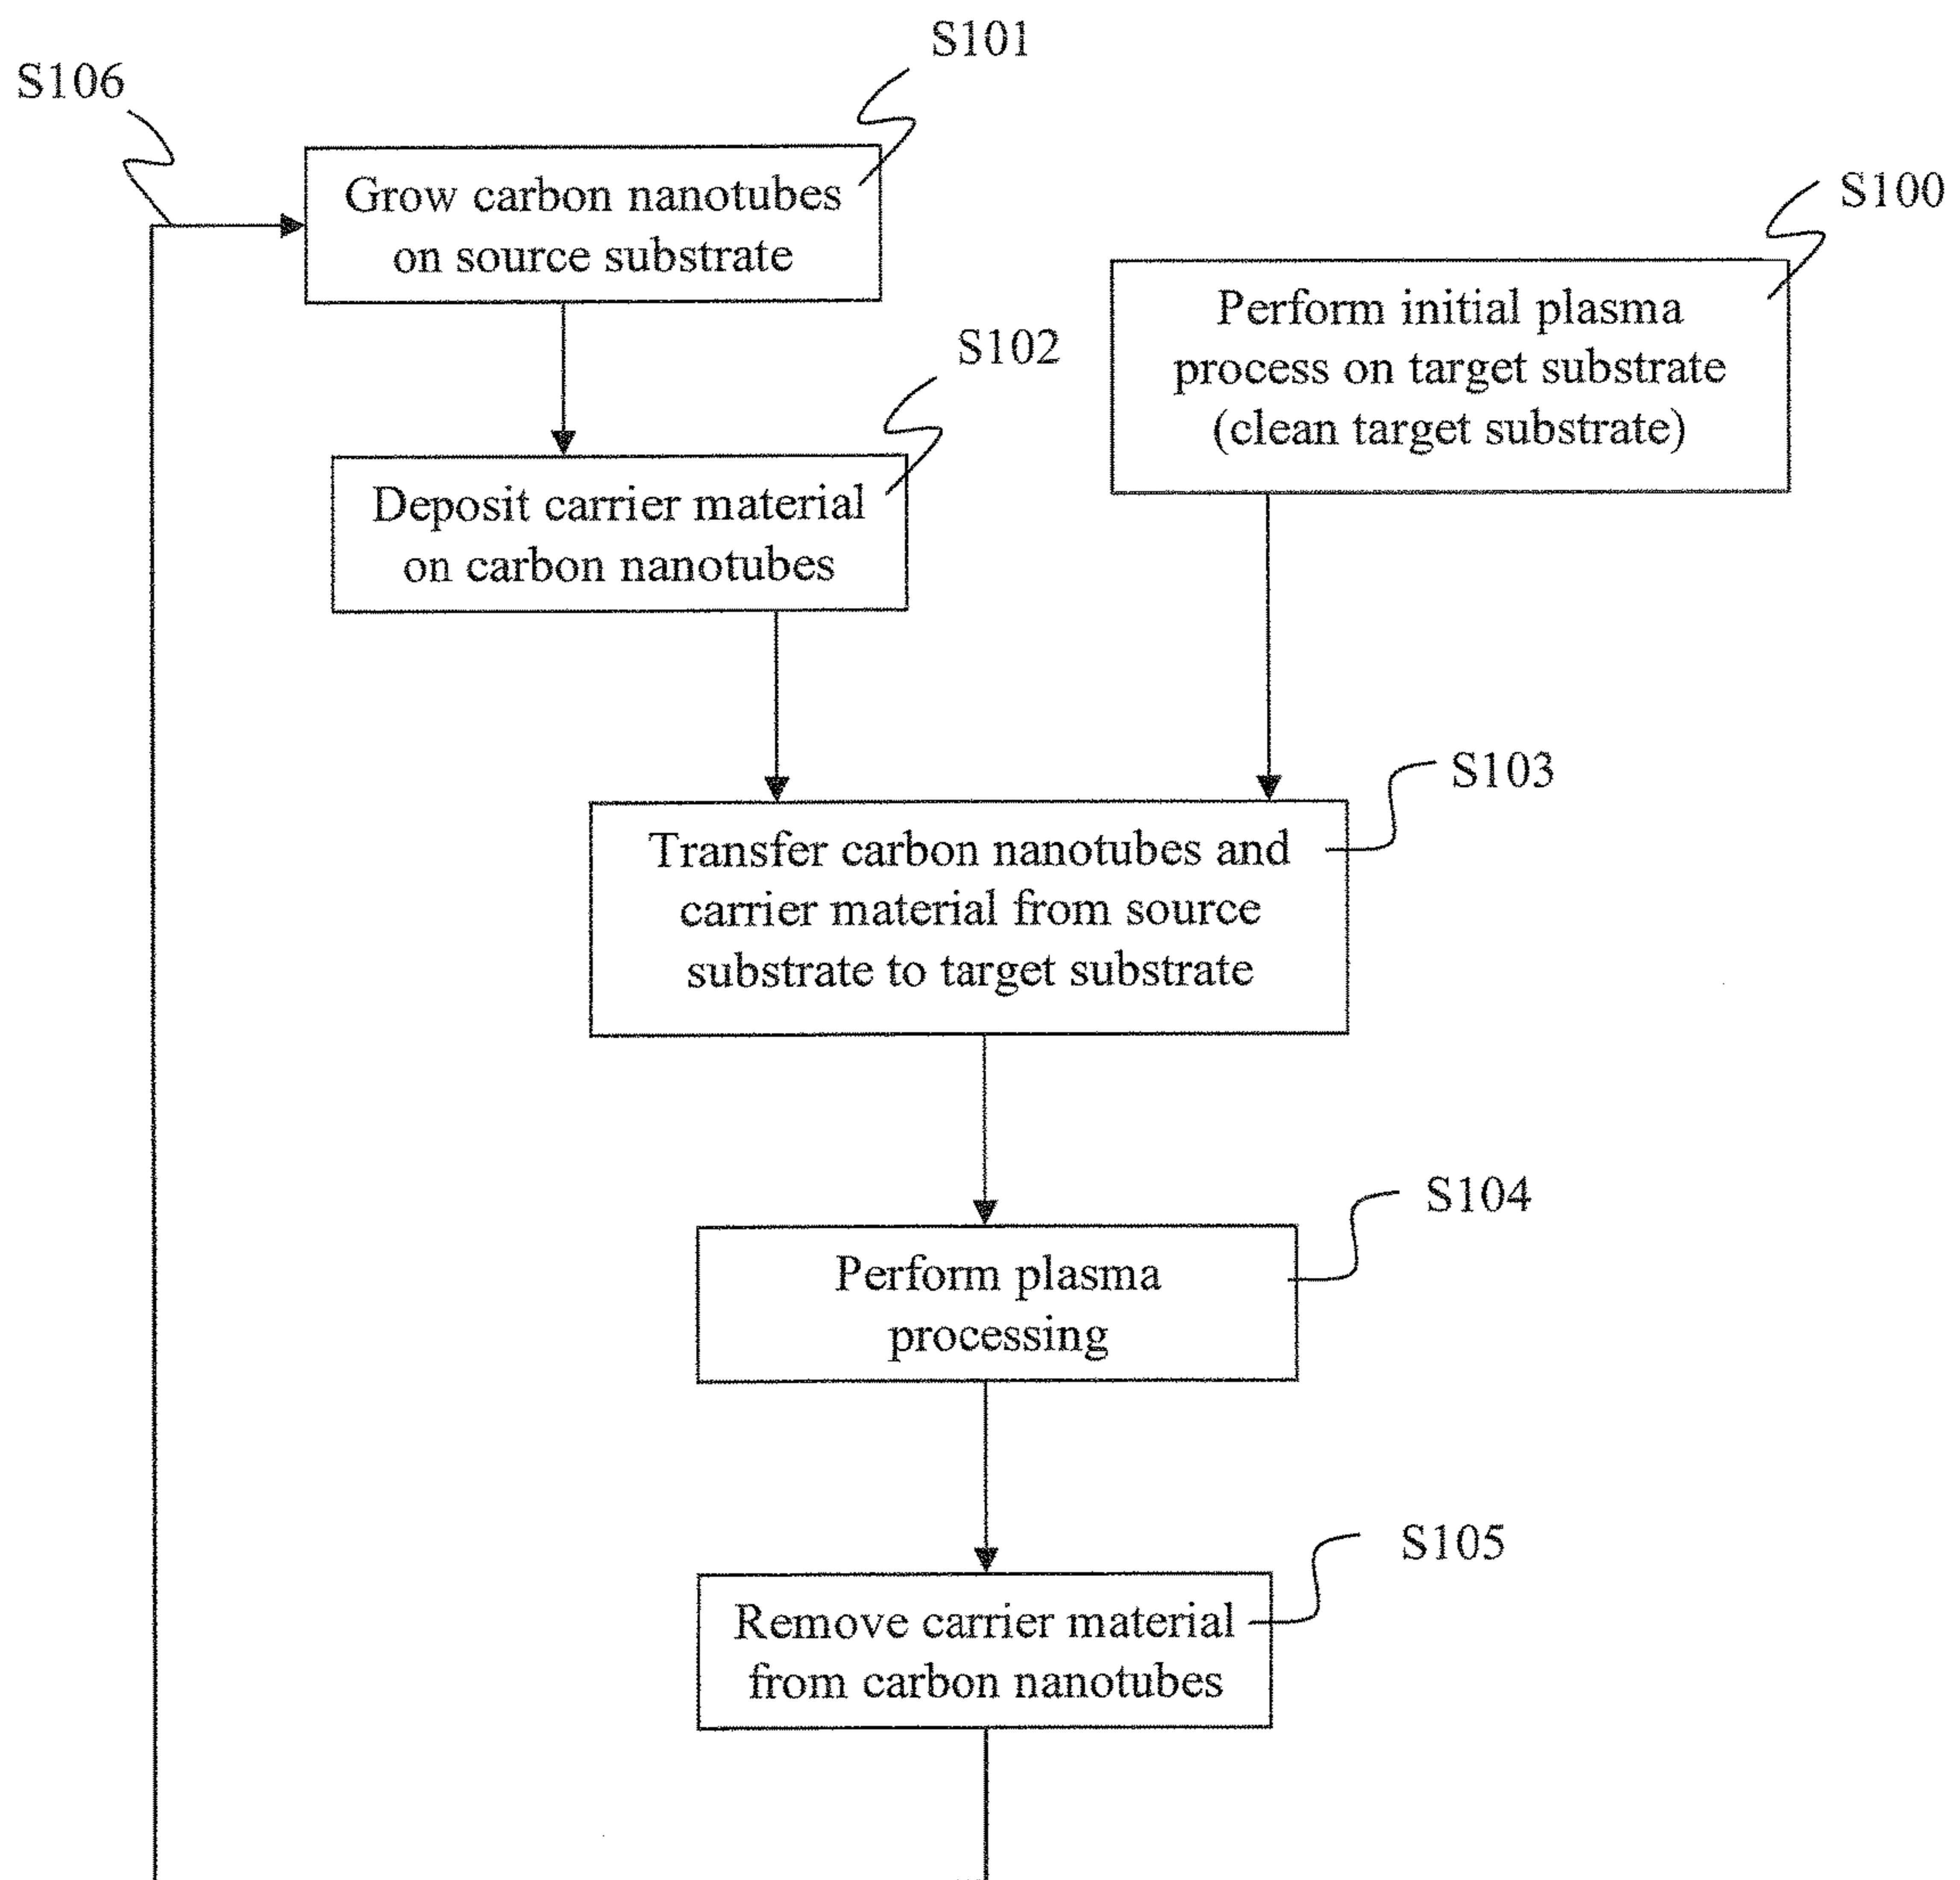 S101
S106
Grow carbon nanotubes
on source substrate
S100
Perform initial plasma
process on target substrate
(clean target substrate)
S102
Deposit carrier material
on carbon nanotubes
S103
Transfer carbon nanotubes and
carrier material from source
substrate to target substrate
S104
Perform plasma
processing
S105
Remove carrier material
from carbon nanotubes